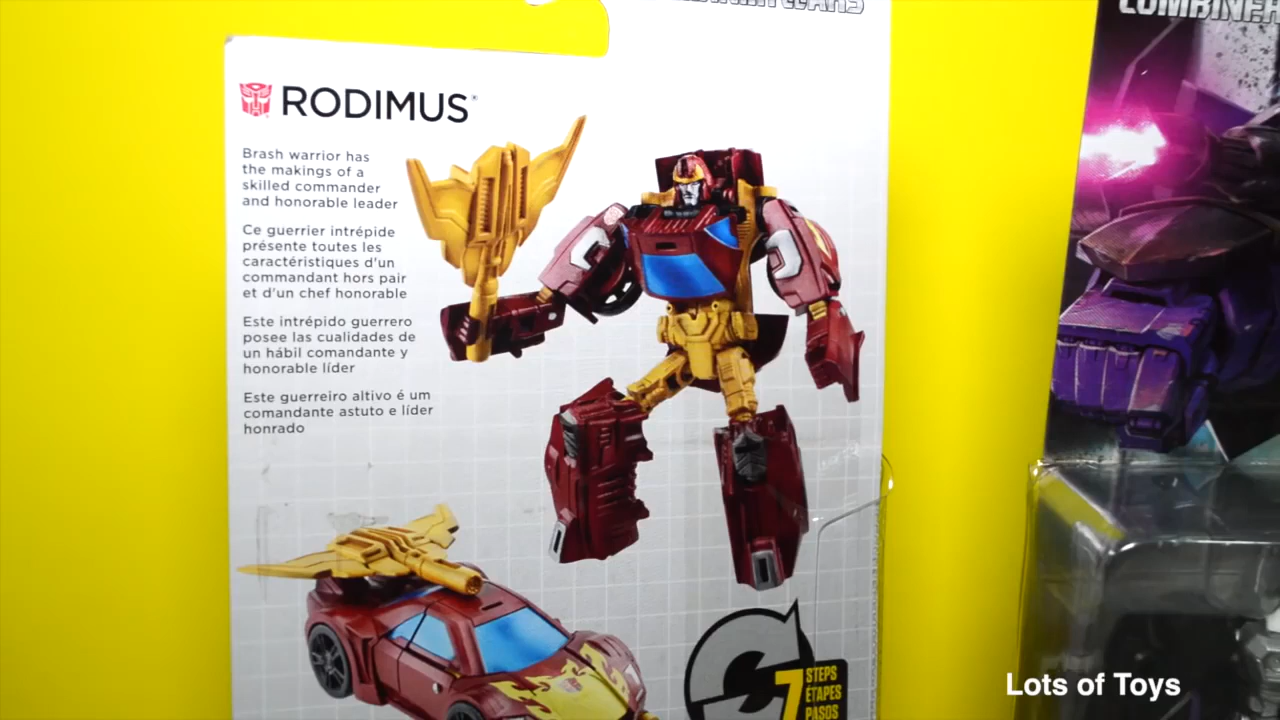 COMBINER
RODIMUS®
Brash warrior has
the makings of a
skilled commander
and honorable leader
Ce guerrier intrépide
présente toutes les
caractéristiques d'un
commandant hors pair
et d'un chef honorable
Este intrépido guerrero
posee las cualidades de
un hábil comandante y
honorable líder
Este guerreiro altivo é um
comandante astuto e líder
honrado
7 STEPS
ÉTAPES
PASOS
Lots of Toys